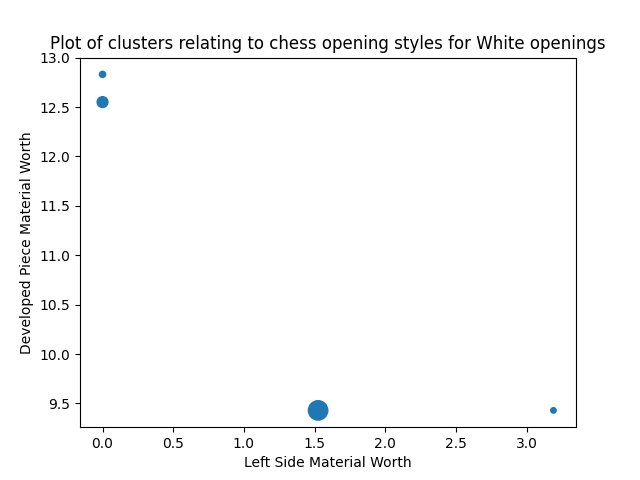 Plot of clusters relating to chess opening styles for White openings
13.0
12.5
12.0
11.5
11.0
10.5
10.0
9.5
Developed Piece Material Worth
0.0 0.5 1.0 1.5 2.0 2.5 3.0
Left Side Material Worth